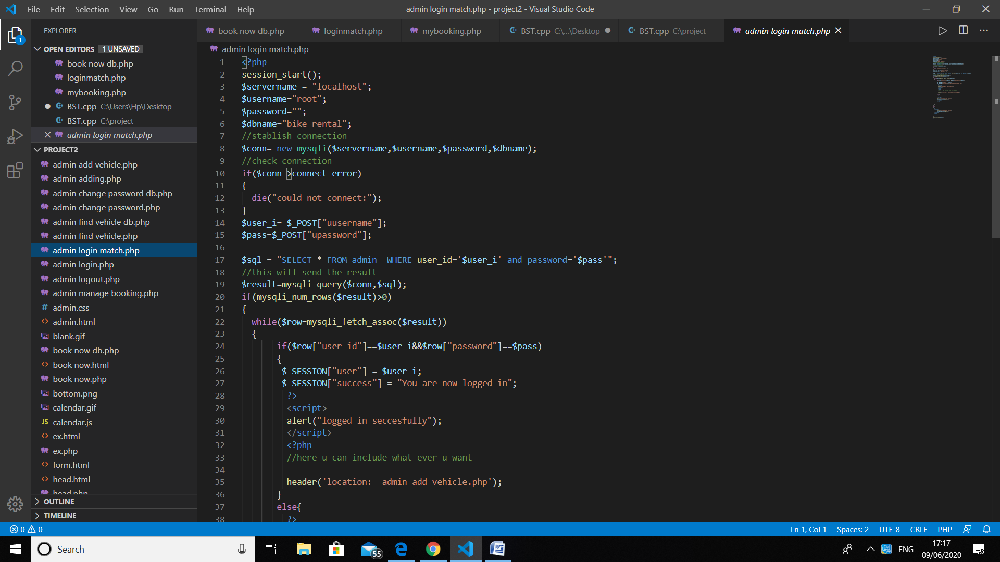 File Edit Selection View Go Run Terminal Help
admin login match.php - project2 - Visual Studio Code
EXPLORER
book now db.php
loginmatch.php
mybooking.php
BST.cpp C:\...\Desktop
BST.cpp C:\project
admin login match.php
1
OPEN EDITORS 1 UNSAVED
book now db.php
loginmatch.php
mybooking.php
BST.cpp C:\Users\Hp\Desktop
BST.cpp C:\project
admin login match.php
PROJECT2
admin add vehicle.php
admin adding.php
admin change password db.php
admin change password.php
admin find vehicle db.php
admin find vehicle.php
admin login match.php
admin login.php
admin logout.php
admin manage booking.php
admin.css
admin.html
blank.gif
book now db.php
book now.html
book now.php
bottom.png
calendar.gif
calendar.js
ex.html
ex.php
form.html
head.html
head.php
OUTLINE
TIMELINE
admin login match.php
1 <?php
2 session_start();
3 $servername = "localhost";
4 $username="root";
5 $password="";
6 $dbname="bike rental";
7 //stablish connection
8 $conn= new mysqli($servername,$username,$password,$dbname);
9 //check connection
10 if($conn->connect_error)
11 {
12 die("could not connect:");
13 }
14 $user_i= $_POST["uusername"];
15 $pass=$_POST["upassword"];
16
17 $sql = "SELECT * FROM admin  WHERE user_id='$user_i' and password='$pass'";
18 //this will send the result
19 $result=mysqli_query($conn,$sql);
20 if(mysqli_num_rows($result)>0)
21 {
22 while($row=mysqli_fetch_assoc($result))
23 {
24 if($row["user_id"]==$user_i&&$row["password"]==$pass)
25 {
26 $_SESSION["user"] = $user_i;
27 $_SESSION["success"] = "You are now logged in";
28 ?>
29 <script>
30 alert("logged in seccesfully");
31 </script>
32 <?php
33 //here u can include what ever u want
34
35 header('location:  admin add vehicle.php');
36 }
37 else{
38 ?>
0 0
Ln 1, Col 1 Spaces: 2 UTF-8 CRLF PHP
Search
55
ENG
17:17
09/06/2020